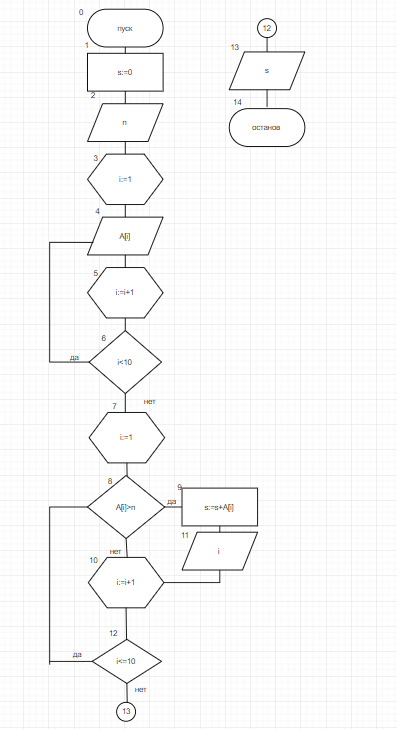 0
пуск
1
s:=0
2
n
3
i:=1
4
A[i]
5
i:=i+1
6
i<10
да
нет
7
i:=1
8
A[i]>n
да
9
s:=s+A[i]
11
i
нет
10
i:=i+1
12
i<=10
да
нет
13
12
13
s
14
останов